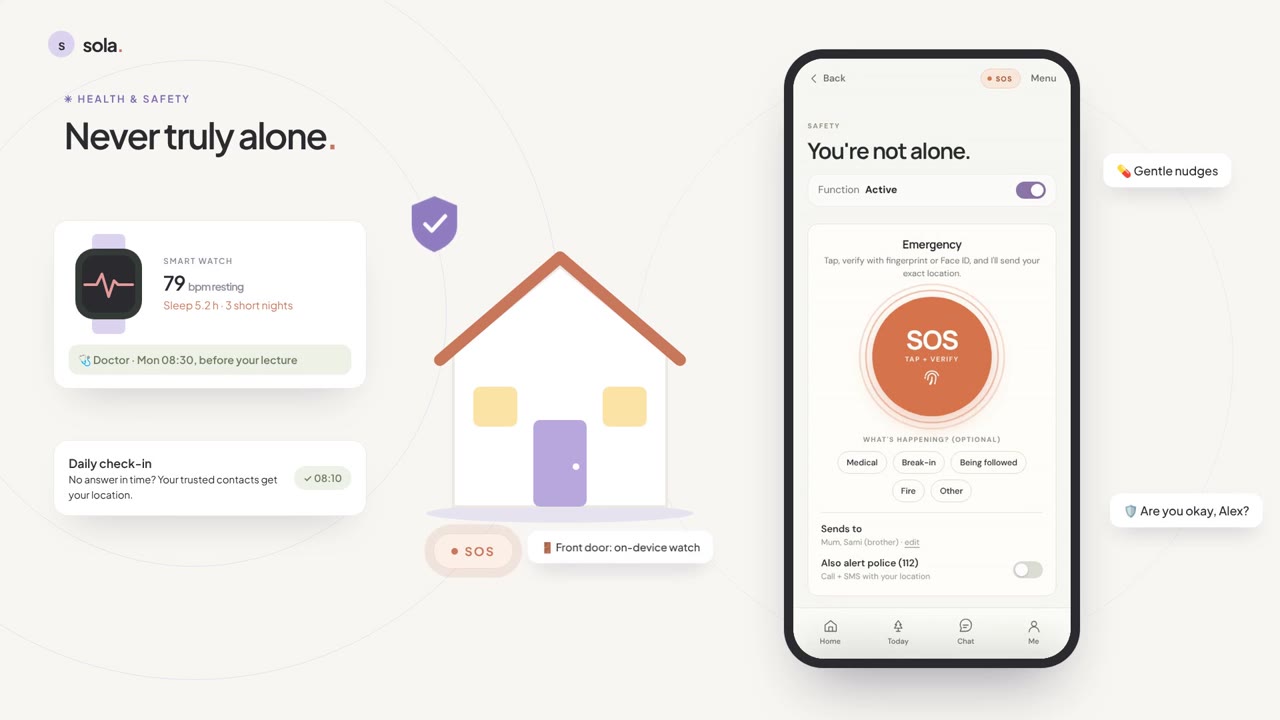 s sola.
✳ HEALTH & SAFETY
Never truly alone.
SMART WATCH
79 bpm resting
Sleep 5.2 h · 3 short nights
🩺 Doctor · Mon 08:30, before your lecture
Daily check-in
No answer in time? Your trusted contacts get
your location.
✓ 08:10
SOS
🚪 Front door: on-device watch
Back
SOS
Menu
SAFETY
You're not alone.
Function Active
Emergency
Tap, verify with fingerprint or Face ID, and I'll send your
exact location.
SOS
TAP + VERIFY
WHAT'S HAPPENING? (OPTIONAL)
Medical
Break-in
Being followed
Fire
Other
Sends to
Mum, Sami (brother) · edit
Also alert police (112)
Call + SMS with your location
Home
Today
Chat
Me
💊 Gentle nudges
🛡️ Are you okay, Alex?